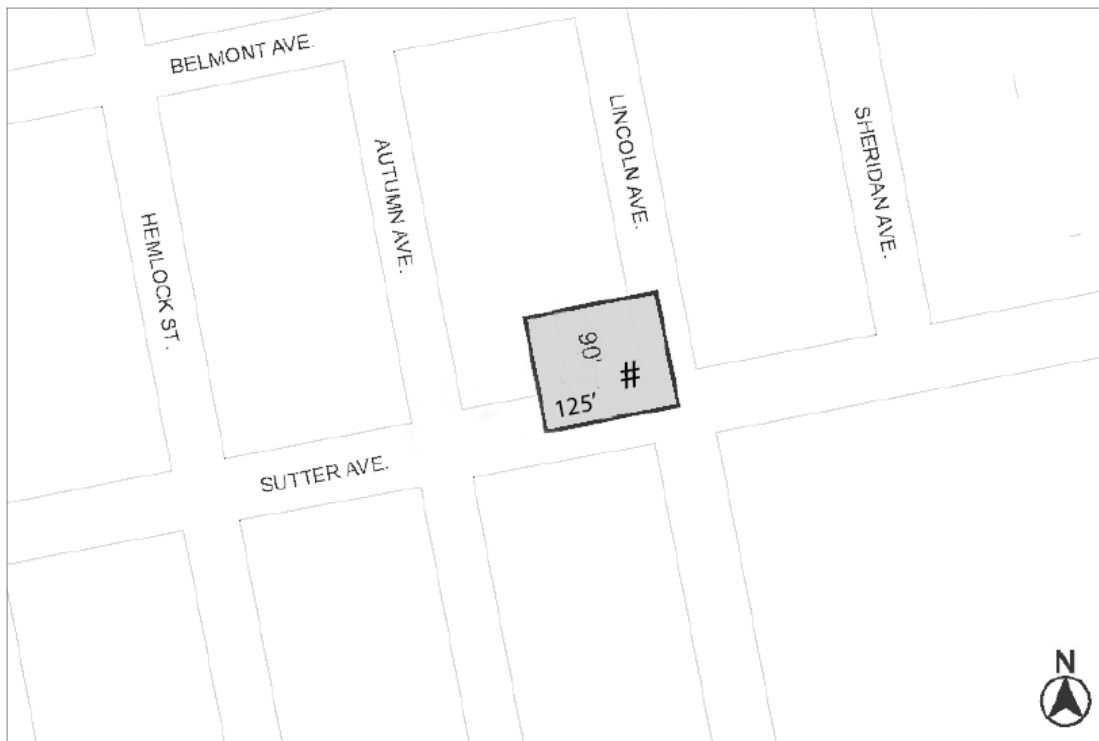 BELMONT AVE.
LINCOLN AVE.
SHERIDAN AVE.
AUTUMN AVE.
HEMLOCK ST.
90'
#
125'
SUTTER AVE.
N